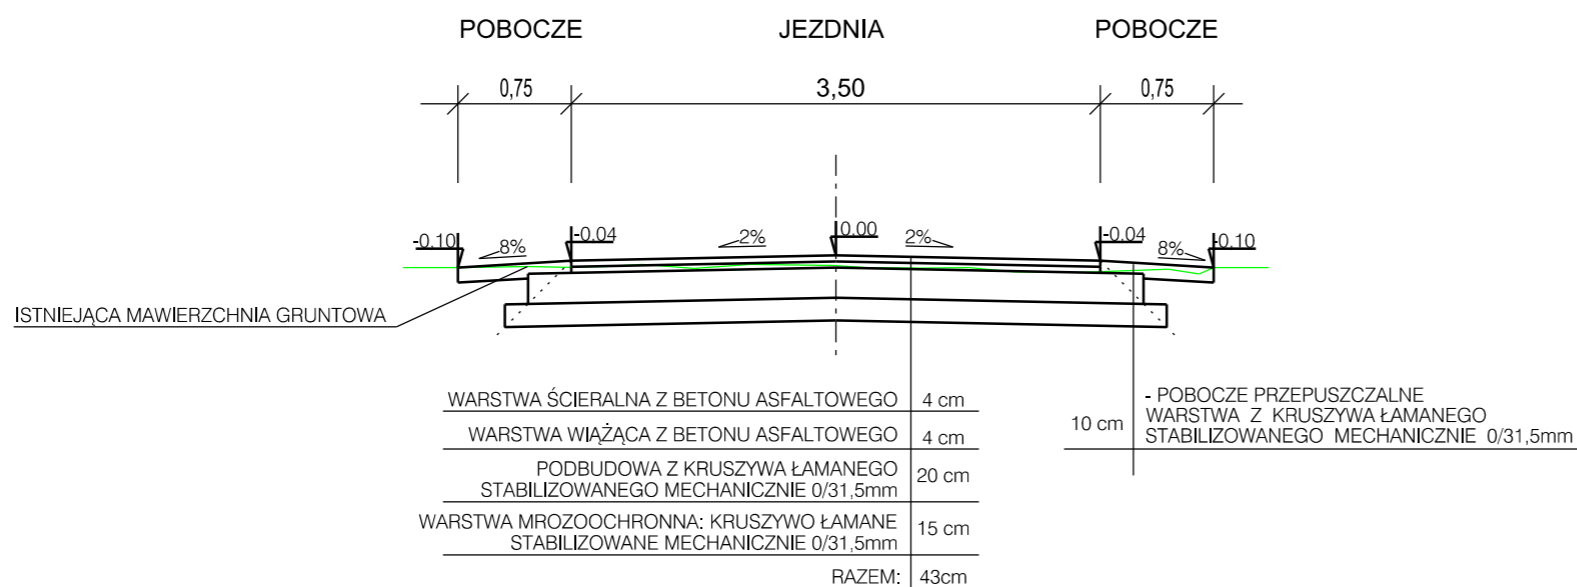 POBOCZE JEZDNIA POBOCZE
0,75 3,50 0,75
-0.10 8% -0.04 2% 0.00 2% -0.04 8% -0.10
ISTNIEJĄCA MAWIERZCHNIA GRUNTOWA
WARSTWA ŚCIERALNA Z BETONU ASFALTOWEGO 4 cm
WARSTWA WIĄŻĄCA Z BETONU ASFALTOWEGO 4 cm
PODBUDOWA Z KRUSZYWA ŁAMANEGO
STABILIZOWANEGO MECHANICZNIE 0/31,5mm
20 cm
WARSTWA MROZOOCHRONNA: KRUSZYWO ŁAMANE
STABILIZOWANE MECHANICZNIE 0/31,5mm
15 cm
RAZEM: 43cm
10 cm
- POBOCZE PRZEPUSZCZALNE
WARSTWA Z KRUSZYWA ŁAMANEGO
STABILIZOWANEGO MECHANICZNIE 0/31,5mm